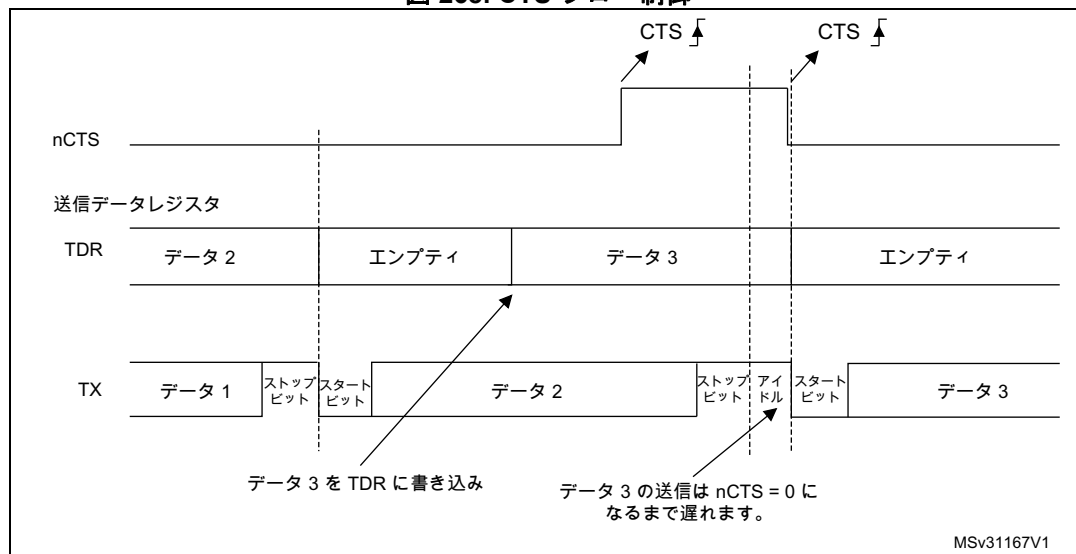 CTS
CTS
nCTS
送信データレジスタ
TDR
データ 2
エンプティ
データ 3
エンプティ
TX
データ 1
ストップ
ビット
スタート
ビット
データ 2
ストップ
ビット
アイ
ドル
スタート
ビット
データ 3
データ 3 を TDR に書き込み
データ 3 の送信は nCTS = 0 に
なるまで遅れます。
MSv31167V1